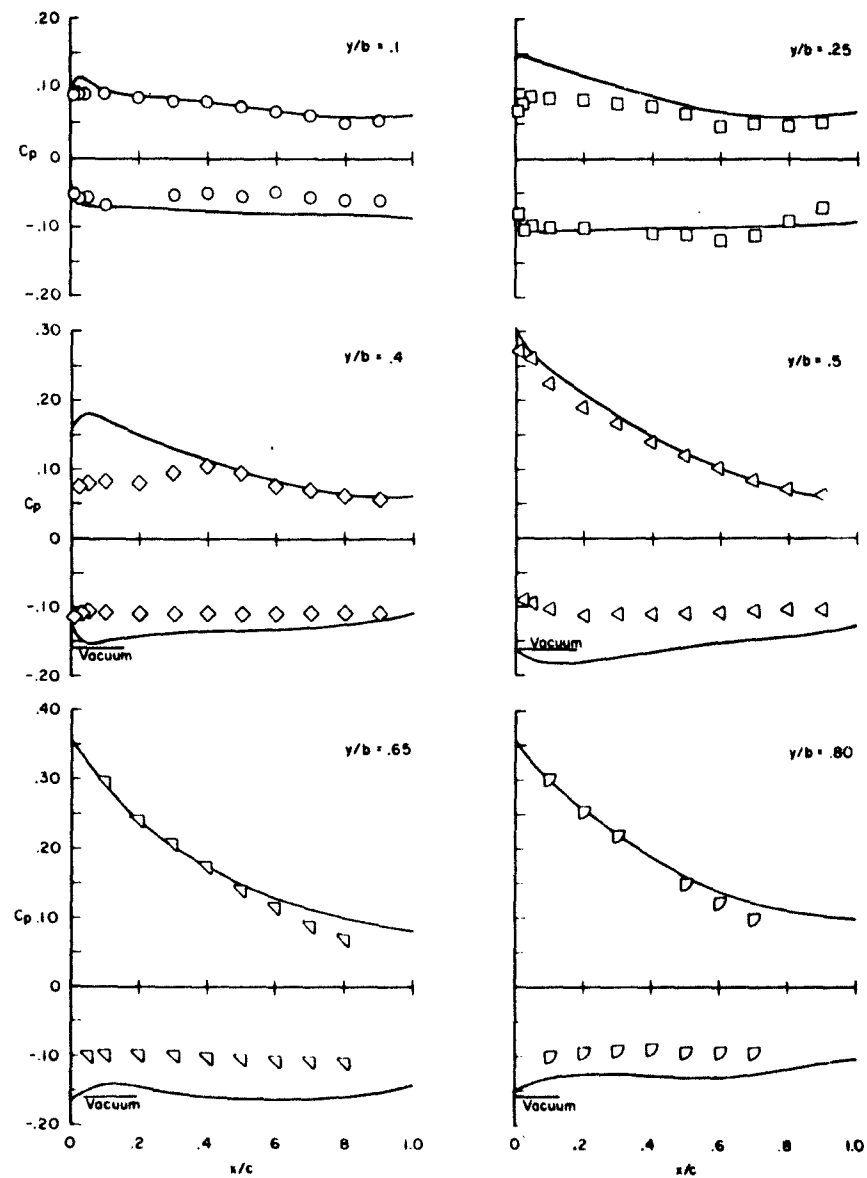 .20
y/b = .1
.10
Cp 0
-.10
-.20
y/b = .25
.30
y/b = .4
.20
.10
Cp
0
-.10
Vacuum
-.20
y/b = .5
Vacuum
.40
y/b = .65
.30
.20
Cp .10
0
-.10
Vacuum
-.20
0 .2 .4 .6 .8 1.0
x/c
y/b = .80
Vacuum
0 .2 .4 .6 .8 1.0
x/c